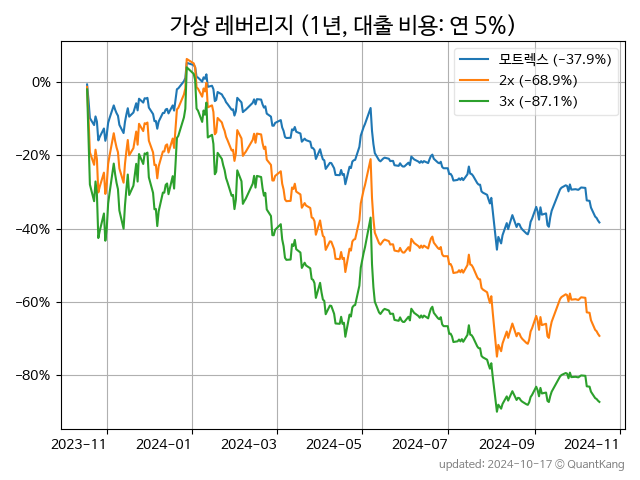 가상 레버리지 (1년, 대출 비용: 연 5%)
모트렉스 (−37.9%)
2x (−68.9%)
3x (−87.1%)
0%
−20%
−40%
−60%
−80%
2023−11 2024−01 2024−03 2024−05 2024−07 2024−09 2024−11
updated: 2024-10-17 © QuantKang